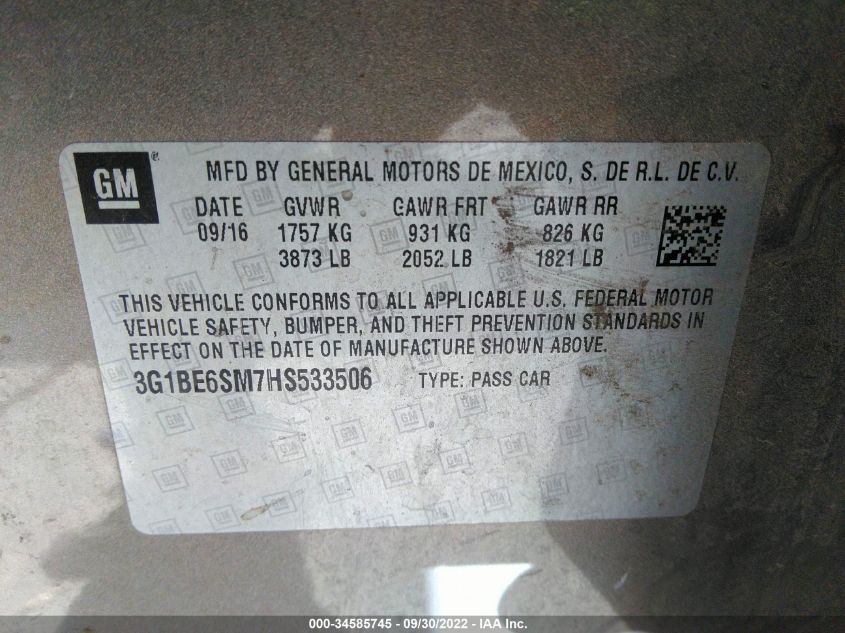 GM ®
MFD BY GENERAL MOTORS DE MEXICO, S. DE R.L. DE C.V.
DATE GVWR GAWR FRT GAWR RR
09/16 1757 KG 931 KG 826 KG
3873 LB 2052 LB 1821 LB
THIS VEHICLE CONFORMS TO ALL APPLICABLE U.S. FEDERAL MOTOR
VEHICLE SAFETY, BUMPER, AND THEFT PREVENTION STANDARDS IN
EFFECT ON THE DATE OF MANUFACTURE SHOWN ABOVE.
3G1BE6SM7HS533506 TYPE: PASS CAR
000-34585745 - 09/30/2022 - IAA Inc.